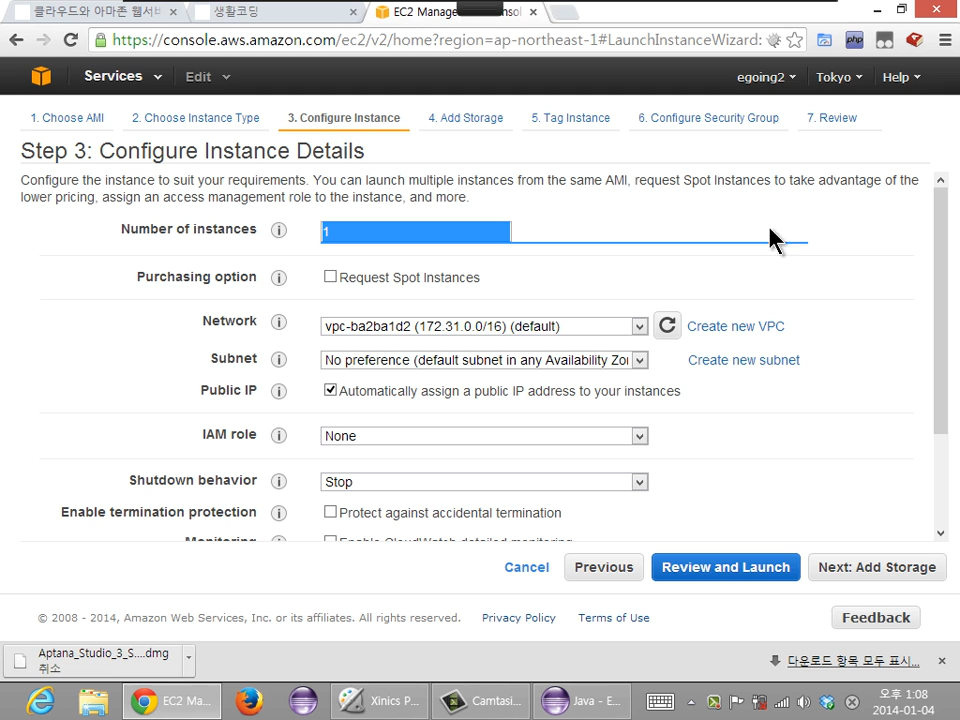 클라우드와 아마존 웹서비
생활코딩
EC2 Manage
https://console.aws.amazon.com/ec2/v2/home?region=ap-northeast-1#LaunchInstanceWizard:
php
Services
Edit
egoing2
Tokyo
Help
1. Choose AMI
2. Choose Instance Type
3. Configure Instance
4. Add Storage
5. Tag Instance
6. Configure Security Group
7. Review
Step 3: Configure Instance Details
Configure the instance to suit your requirements. You can launch multiple instances from the same AMI, request Spot Instances to take advantage of the
lower pricing, assign an access management role to the instance, and more.
Number of instances
1
Purchasing option
Request Spot Instances
Network
vpc-ba2ba1d2 (172.31.0.0/16) (default)
Create new VPC
Subnet
No preference (default subnet in any Availability Zon
Create new subnet
Public IP
Automatically assign a public IP address to your instances
IAM role
None
Shutdown behavior
Stop
Enable termination protection
Protect against accidental termination
Monitoring
Enable CloudWatch detailed monitoring
Cancel
Previous
Review and Launch
Next: Add Storage
© 2008 - 2014, Amazon Web Services, Inc. or its affiliates. All rights reserved.
Privacy Policy
Terms of Use
Feedback
Aptana_Studio_3_S....dmg
취소
다운로드 항목 모두 표시...
EC2 Ma...
Xinics P...
Camtasi...
Java - E...
오후 1:08
2014-01-04